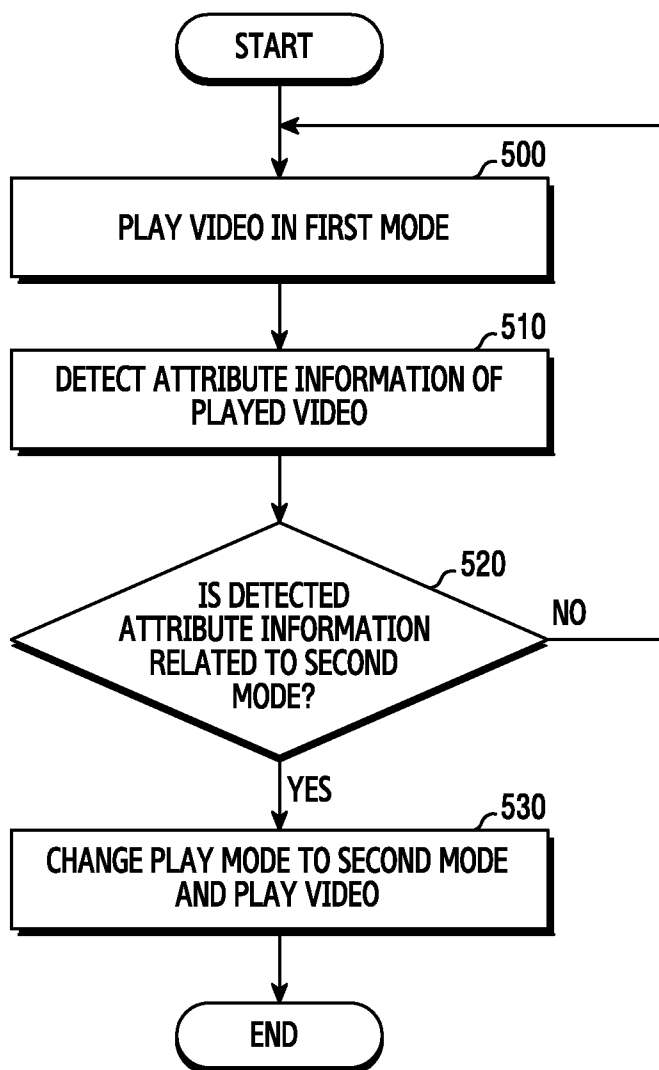 START
500
PLAY VIDEO IN FIRST MODE
510
DETECT ATTRIBUTE INFORMATION OF
PLAYED VIDEO
520
IS DETECTED
ATTRIBUTE INFORMATION
RELATED TO SECOND
MODE?
NO
YES
530
CHANGE PLAY MODE TO SECOND MODE
AND PLAY VIDEO
END